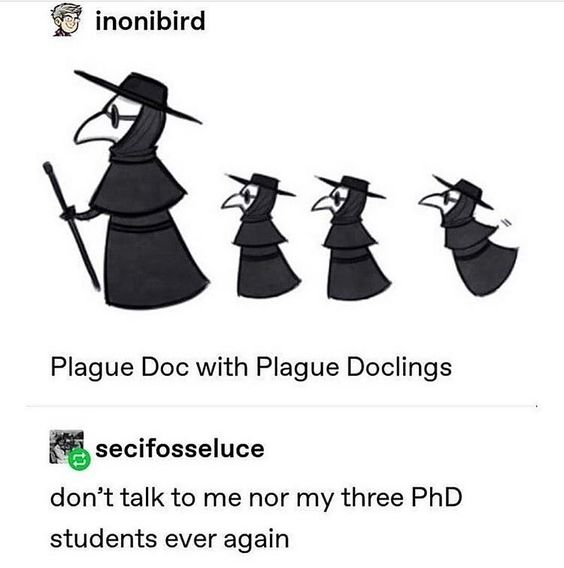 inonibird
Plague Doc with Plague Doclings
secifosseluce
don't talk to me nor my three PhD
students ever again